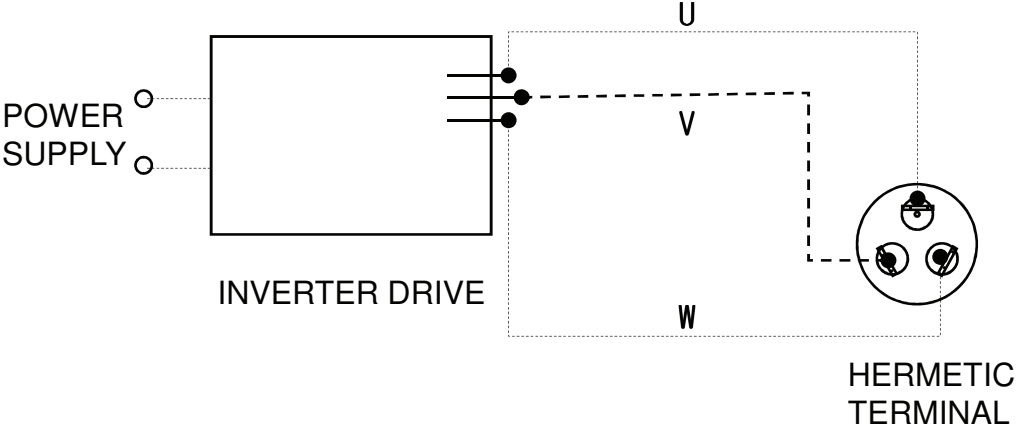 U
POWER
SUPPLY
V
INVERTER DRIVE
W
HERMETIC
TERMINAL